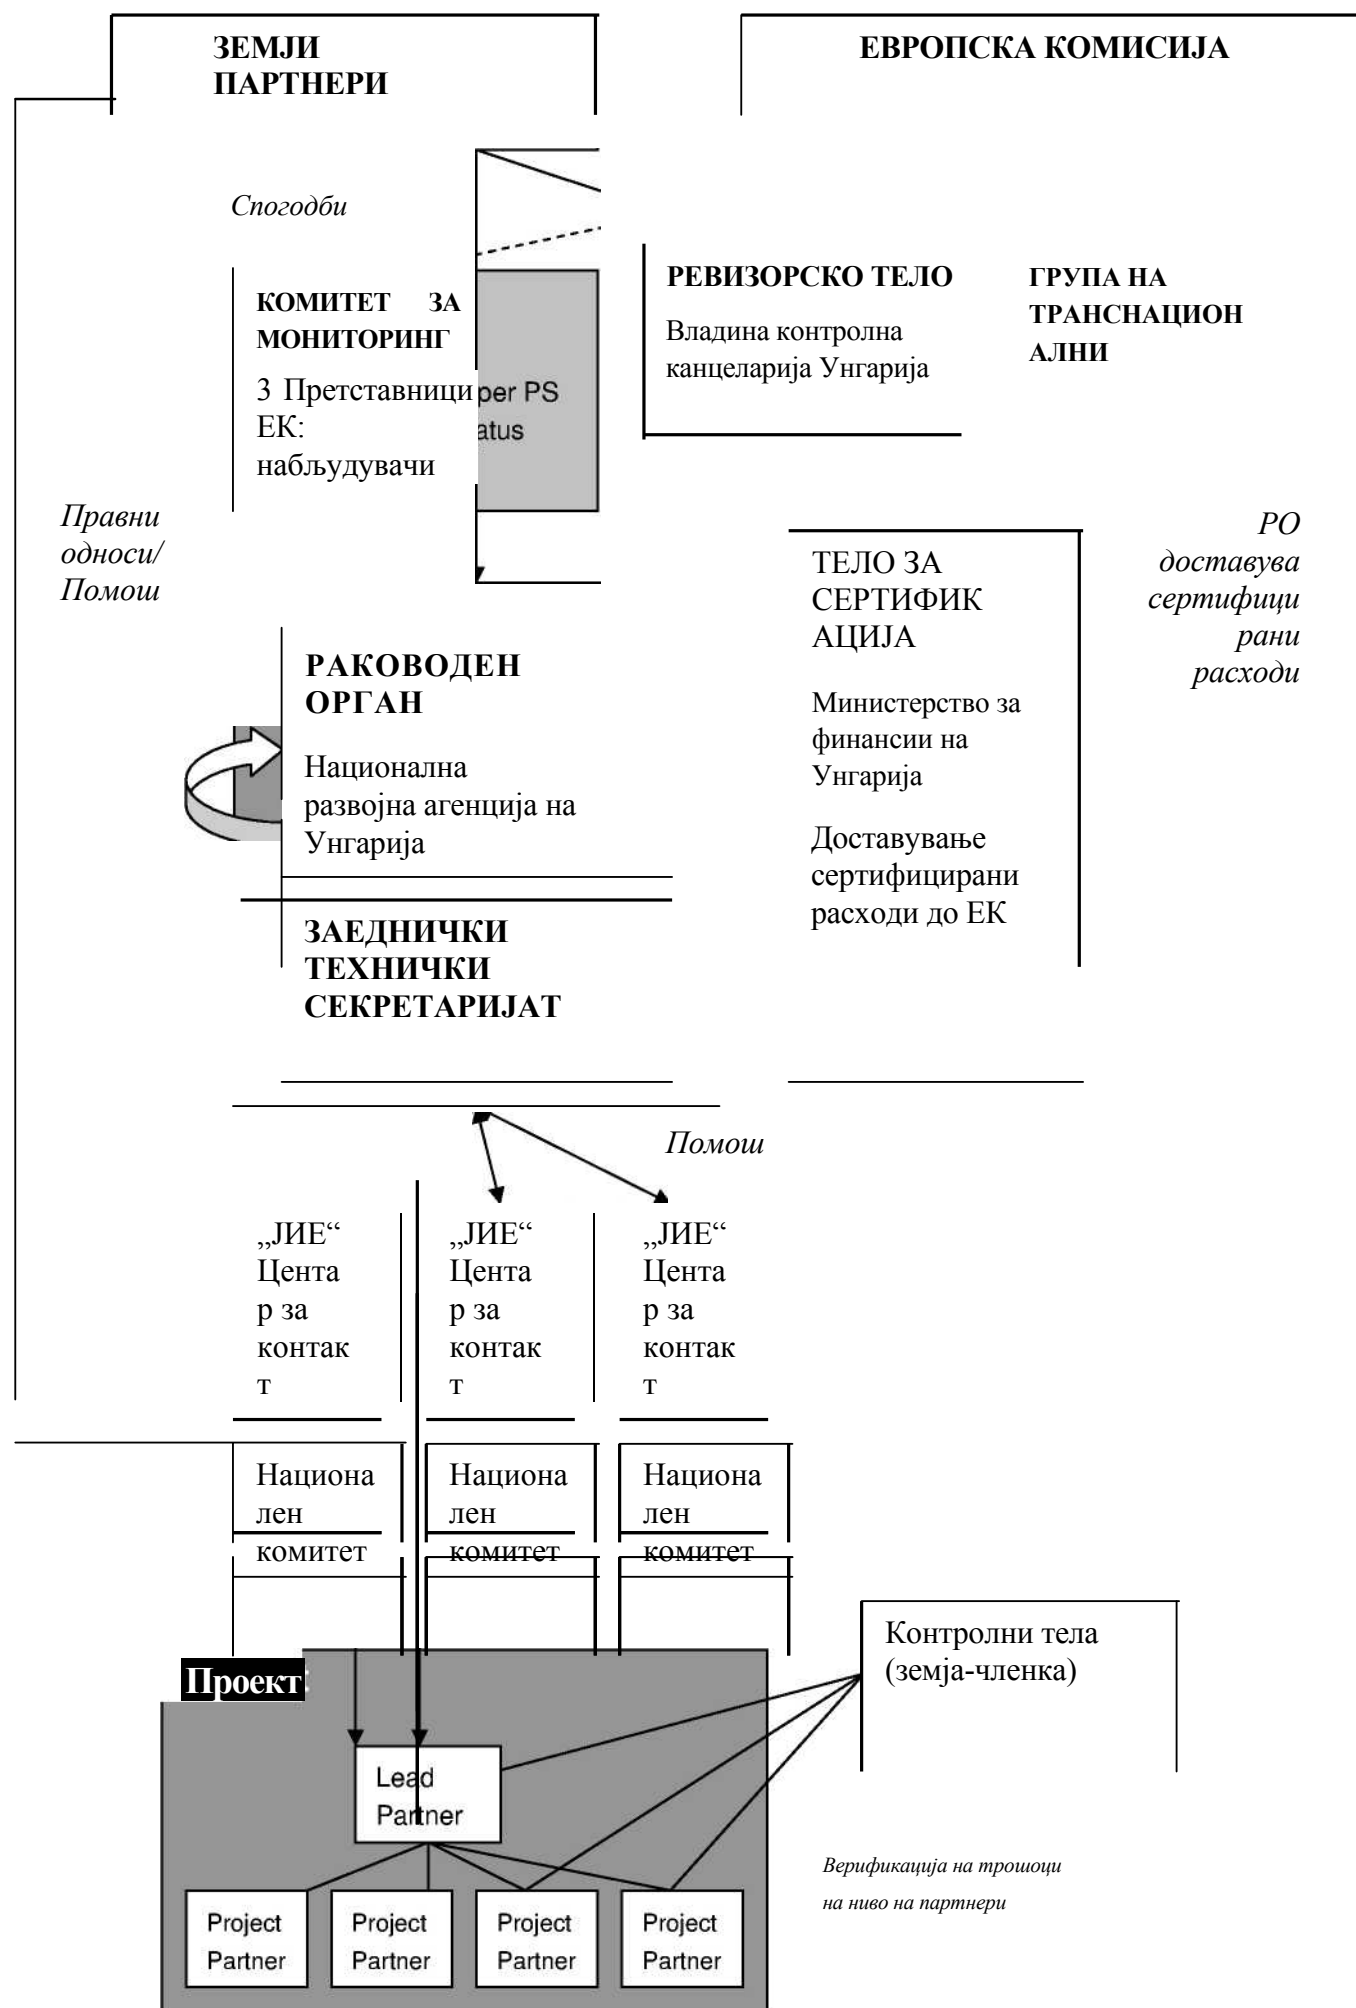 ЗЕМЈИ
ПАРТНЕРИ
ЕВРОПСКА КОМИСИЈА
Спогодби
КОМИТЕТ ЗА
МОНИТОРИНГ
3 Претставници
ЕК:
набљудувачи
per PS
atus
РЕВИЗОРСКО ТЕЛО
Владина контролна
канцеларија Унгарија
ГРУПА НА
ТРАНСНАЦИОН
АЛНИ
Правни
односи/
Помош
ТЕЛО ЗА
СЕРТИФИК
АЦИЈА
Министерство за
финансии на
Унгарија
Доставување
сертифицирани
расходи до ЕК
РО
доставува
сертифици
рани
расходи
РАКОВОДЕН
ОРГАН
Национална
развојна агенција на
Унгарија
ЗАЕДНИЧКИ
ТЕХНИЧКИ
СЕКРЕТАРИЈАТ
Помош
„ЈИЕ“
Цента
р за
контак
т
„ЈИЕ“
Цента
р за
контак
т
„ЈИЕ“
Цента
р за
контак
т
Национа
лен
комитет
Национа
лен
комитет
Национа
лен
комитет
Контролни тела
(земја-членка)
Проект:
Lead
Partner
Верификација на трошоци
на ниво на партнери
Project
Partner
Project
Partner
Project
Partner
Project
Partner